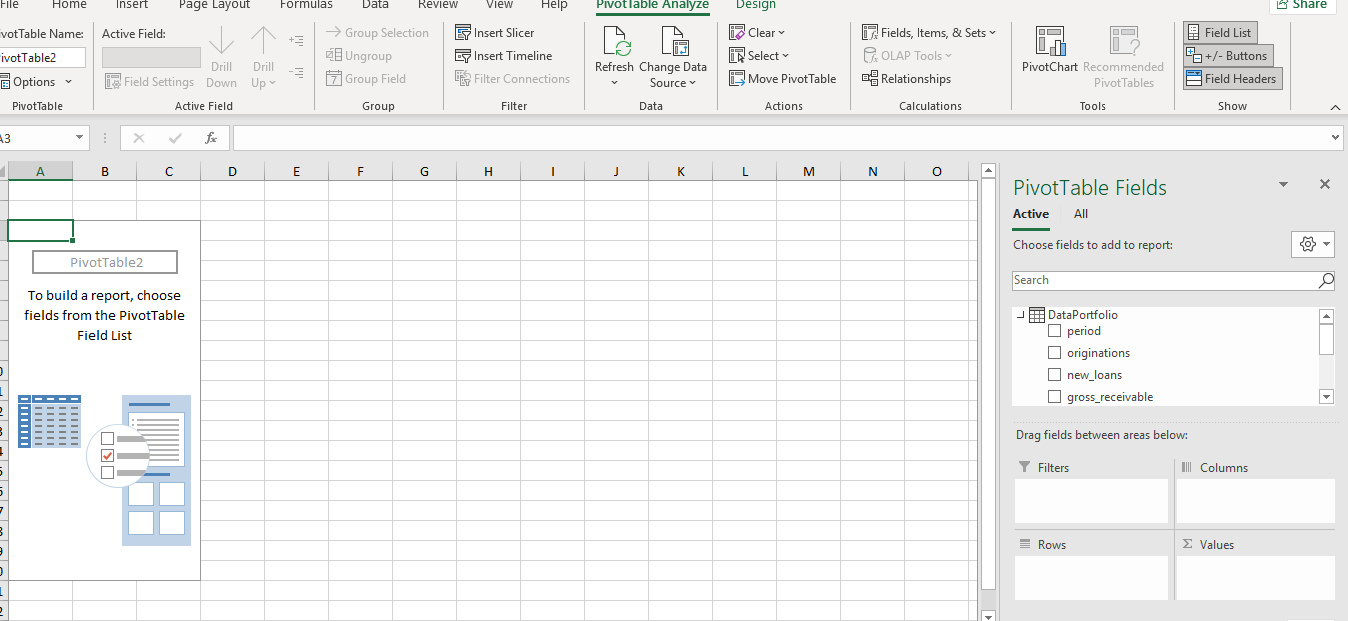 File Home Insert Page Layout Formulas Data Review View Help PivotTable Analyze Design Share
PivotTable Name:
PivotTable2
Options
PivotTable
Active Field:
Field Settings
Drill Down
Drill Up
Active Field
Group Selection
Ungroup
Group Field
Group
Insert Slicer
Insert Timeline
Filter Connections
Filter
Refresh
Change Data
Source
Data
Clear
Select
Move PivotTable
Actions
Fields, Items, & Sets
OLAP Tools
Relationships
Calculations
PivotChart
Recommended
PivotTables
Tools
Field List
+/- Buttons
Field Headers
Show
A3
fx
A B C D E F G H I J K L M N O
PivotTable2
To build a report, choose
fields from the PivotTable
Field List
PivotTable Fields
Active All
Choose fields to add to report:
Search
DataPortfolio
period
originations
new_loans
gross_receivable
Drag fields between areas below:
Filters
Columns
Rows
Σ Values